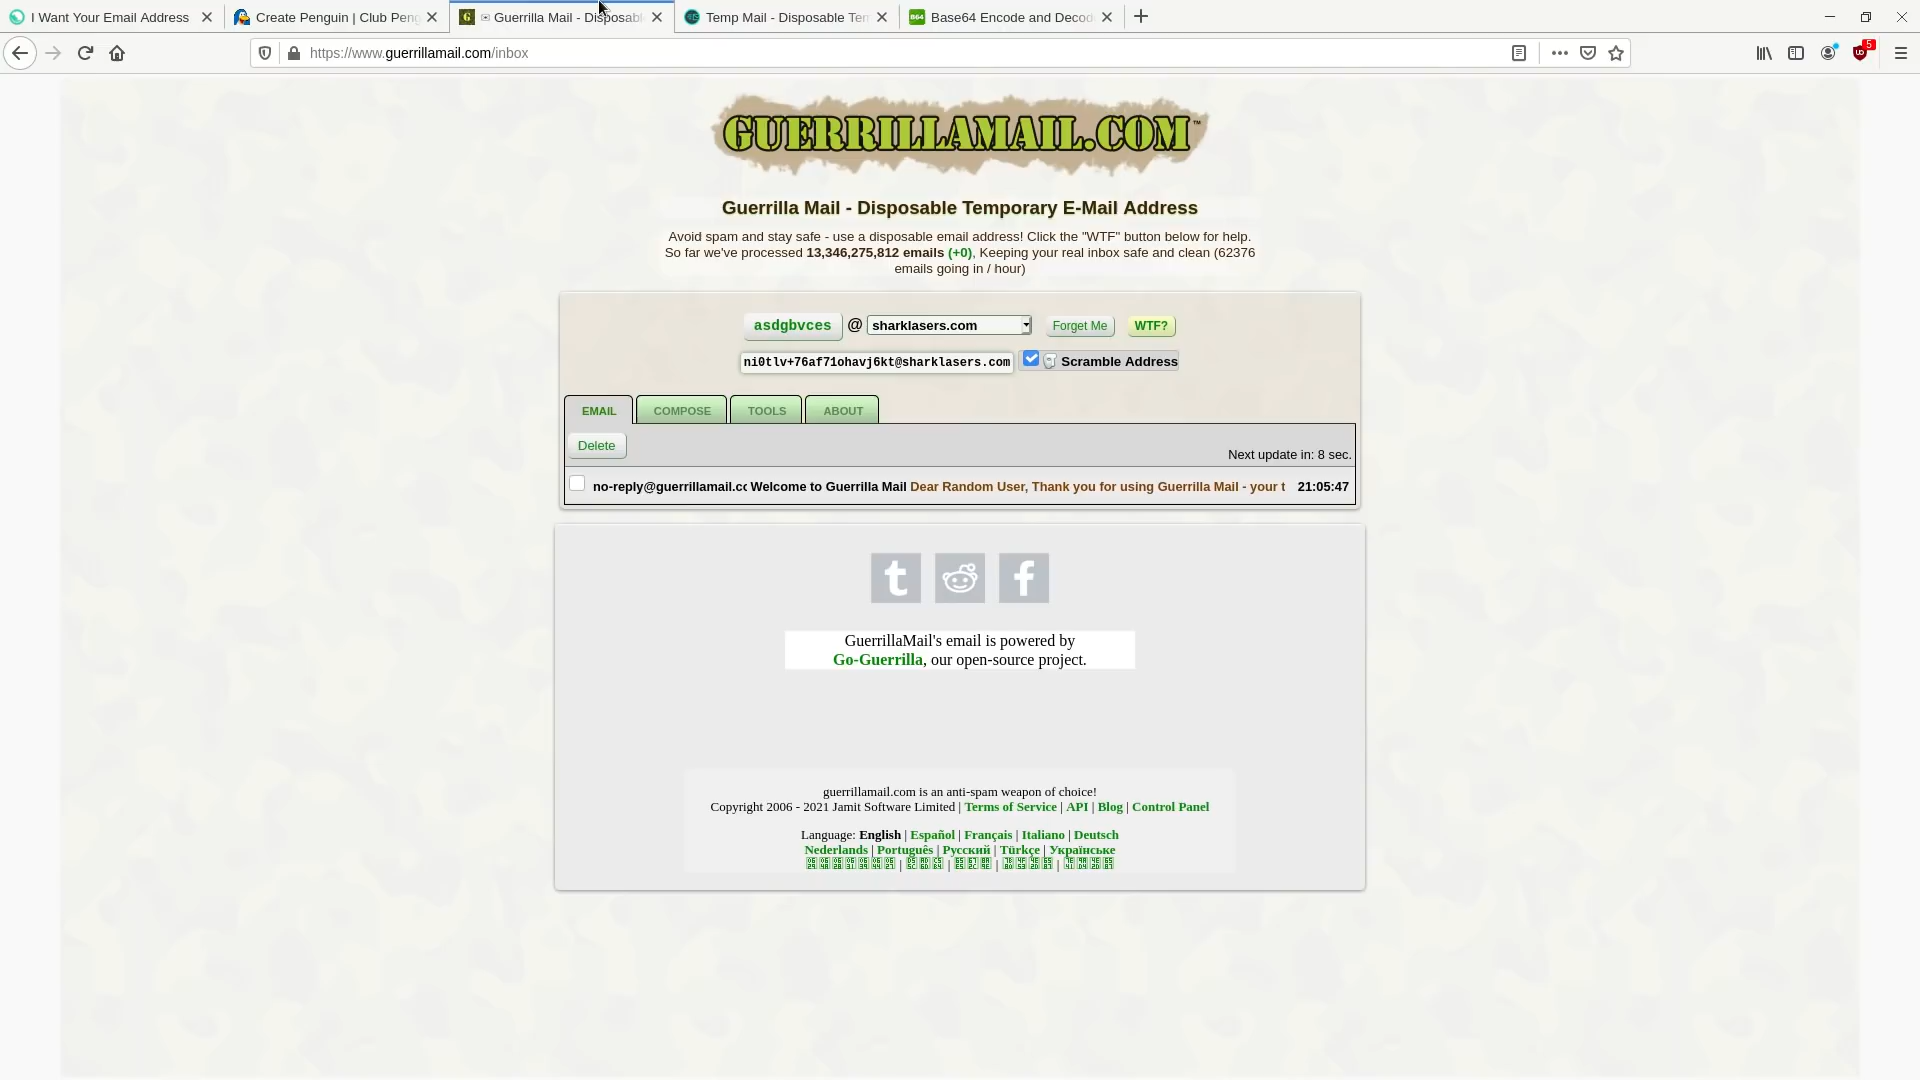 I Want Your Email Address
Create Penguin | Club Peng
Guerrilla Mail - Disposabl
Temp Mail - Disposable Tem
B64
Base64 Encode and Decod
https://www.guerrillamail.com/inbox
5
GUERRILLAMAIL.COM™
Guerrilla Mail - Disposable Temporary E-Mail Address
Avoid spam and stay safe - use a disposable email address! Click the "WTF" button below for help.
So far we've processed 13,346,275,812 emails (+0), Keeping your real inbox safe and clean (62376
emails going in / hour)
asdgbvces @ sharklasers.com Forget Me WTF?
ni0tlv+76af71ohavj6kt@sharklasers.com Scramble Address
EMAIL COMPOSE TOOLS ABOUT
Delete
Next update in: 8 sec.
no-reply@guerrillamail.cc Welcome to Guerrilla Mail Dear Random User, Thank you for using Guerrilla Mail - your t 21:05:47
GuerrillaMail's email is powered by
Go-Guerrilla, our open-source project.
guerrillamail.com is an anti-spam weapon of choice!
Copyright 2006 - 2021 Jamit Software Limited | Terms of Service | API | Blog | Control Panel
Language: English | Español | Français | Italiano | Deutsch
Nederlands | Português | Русский | Türkçe | Українське